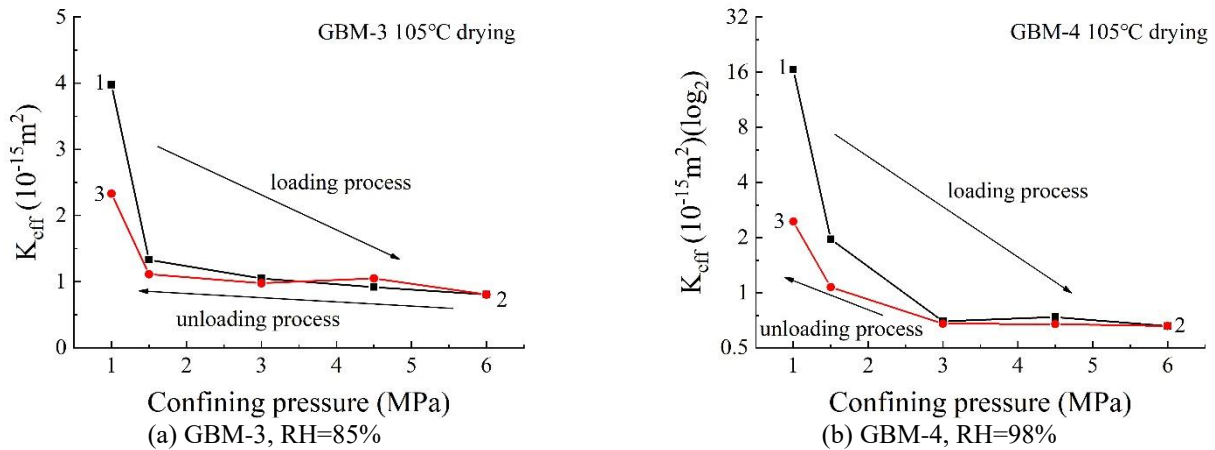 GBM-3 105℃ drying
5
4
3
2
1
0
1
3
2
loading process
unloading process
K_eff (10^-15 m^2)
1 2 3 4 5 6
Confining pressure (MPa)
(a) GBM-3, RH=85%
GBM-4 105℃ drying
32
16
8
4
2
1
0.5
1
3
2
loading process
unloading process
K_eff (10^-15 m^2)(log_2)
1 2 3 4 5 6
Confining pressure (MPa)
(b) GBM-4, RH=98%